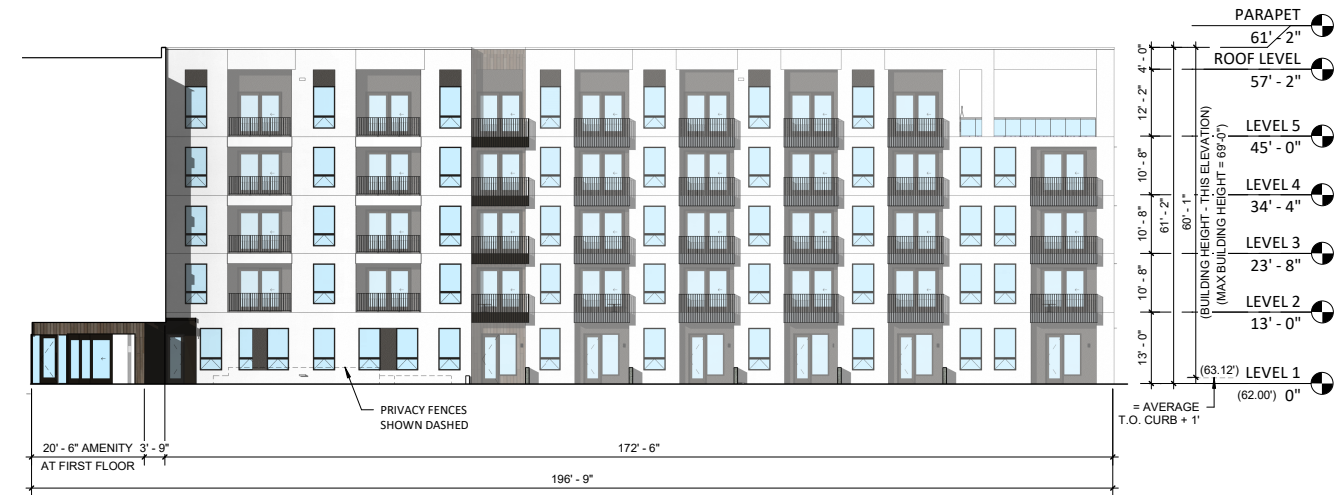 PARAPET
61' - 2"
ROOF LEVEL
57' - 2"
LEVEL 5
45' - 0"
LEVEL 4
34' - 4"
LEVEL 3
23' - 8"
LEVEL 2
13' - 0"
(63.12') LEVEL 1
(62.00') 0"
4' - 0"
12' - 2"
10' - 8"
10' - 8"
10' - 8"
13' - 0"
61' - 2"
60' - 1"
(BUILDING HEIGHT - THIS ELEVATION)
(MAX BUILDING HEIGHT = 69'-0")
= AVERAGE
T.O. CURB + 1'
PRIVACY FENCES
SHOWN DASHED
20' - 6" AMENITY 3' - 9" 172' - 6"
AT FIRST FLOOR
196' - 9"